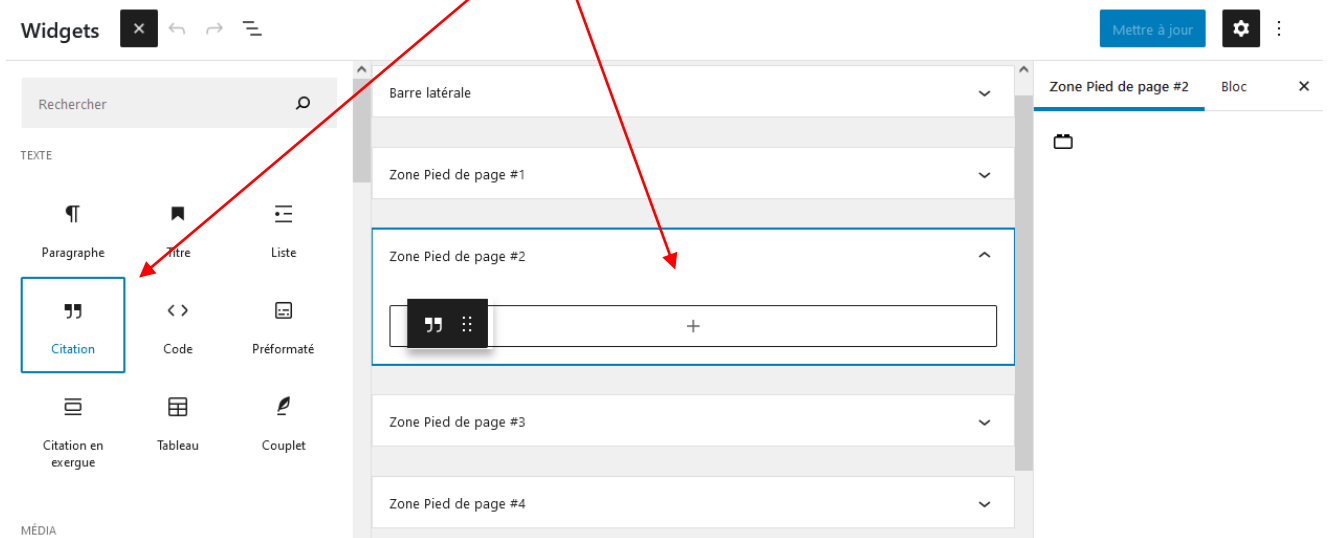 Widgets
Mettre à jour
Rechercher
TEXTE
Paragraphe
Titre
Liste
Citation
Code
Préformaté
Citation en
exergue
Tableau
Couplet
MÉDIA
Barre latérale
Zone Pied de page #1
Zone Pied de page #2
Zone Pied de page #3
Zone Pied de page #4
Zone Pied de page #2
Bloc